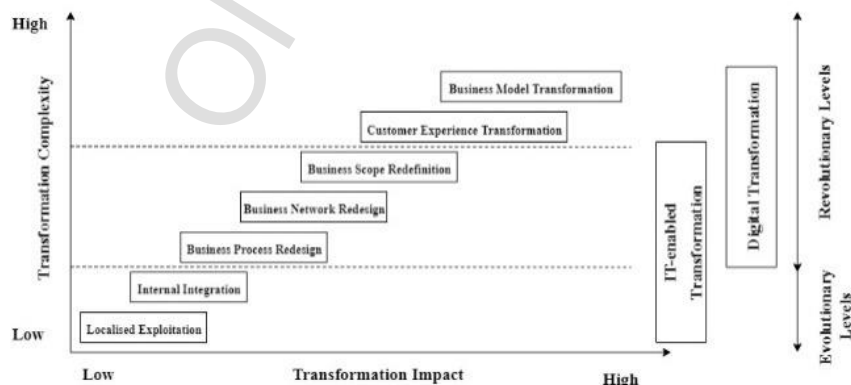 High
Business Model Transformation
Customer Experience Transformation
Business Scope Redefinition
Business Network Redesign
Business Process Redesign
Internal Integration
Localised Exploitation
Low
Transformation Complexity
Low
Transformation Impact
High
IT-enabled
Transformation
Digital Transformation
Revolutionary Levels
Evolutionary
Levels